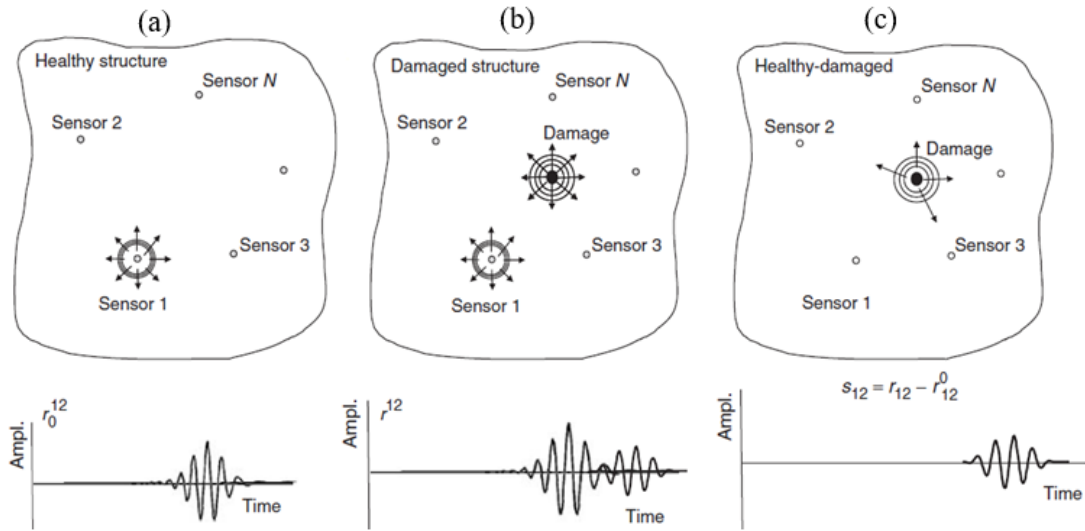 (a)
Healthy structure
Sensor N
Sensor 2
Sensor 3
Sensor 1
Ampl.
r₀¹²
Time
(b)
Damaged structure
Sensor N
Sensor 2
Damage
Sensor 3
Sensor 1
Ampl.
r¹²
Time
(c)
Healthy-damaged
Sensor N
Sensor 2
Damage
Sensor 3
Sensor 1
s₁₂ = r₁₂ − r⁰₁₂
Ampl.
Time